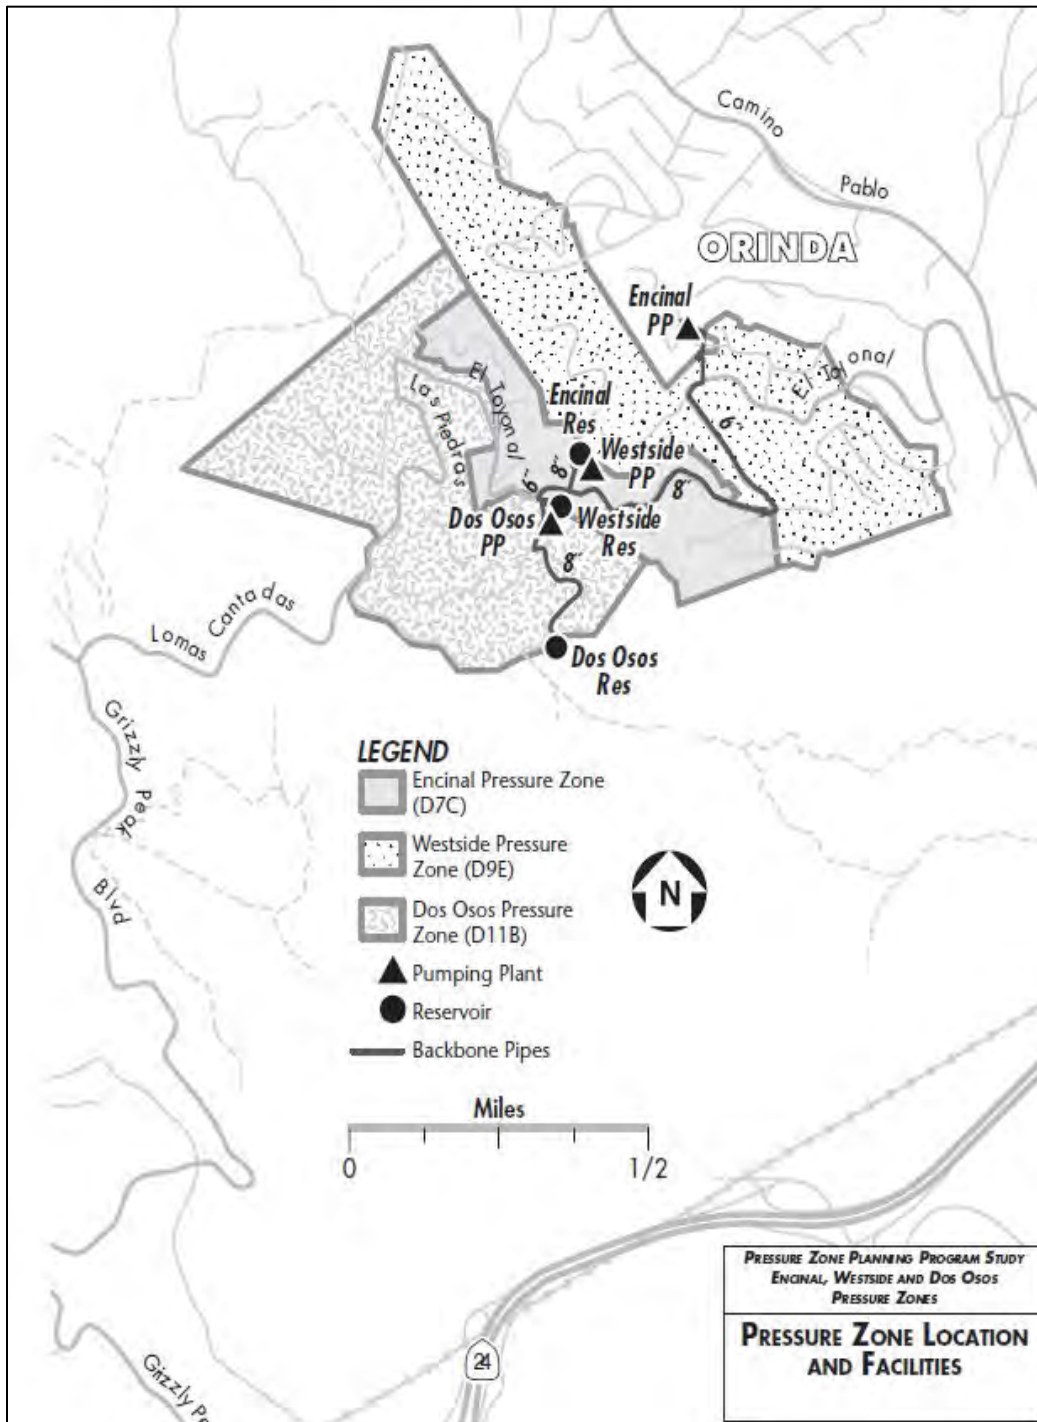 Camino
Pablo
ORINDA
Encinal
PP
El Toyonal
6"
El Toyonal
Las Piedras
Encinal
Res
Westside
PP
8"
6"
8"
Dos Osos
PP
Westside
Res
8"
Dos Osos
Res
Lomas Cantadas
Grizzly Peak Blvd
LEGEND
Encinal Pressure Zone
(D7C)
Westside Pressure
Zone (D9E)
Dos Osos Pressure
Zone (D11B)
Pumping Plant
Reservoir
Backbone Pipes
N
Miles
0 1/2
24
Grizzly Pe
PRESSURE ZONE PLANNING PROGRAM STUDY
ENCINAL, WESTSIDE AND DOS OSOS
PRESSURE ZONES
PRESSURE ZONE LOCATION
AND FACILITIES